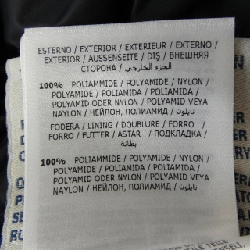 ESTERNO / EXTERIOR / EXTERIEUR / EXTERNO /
EXTERIOR / AUSSENSEITE / DIŞ / ВНЕШНЯЯ
СТОРОНА / الجزء الخارجي
100% POLIAMMIDE / POLYAMIDE / NYLON /
POLYAMIDE / POLIAMIDA / POLIAMIDA /
POLYAMID ODER NYLON / POLYAMID VEYA
NAYLON / НЕЙЛОН, ПОЛИАМИД / نايلون
FODERA / LINING / DOUBLURE / FORRO
/ FORRO / FUTTER / ASTAR / ПОДКЛАДКА /
بطانة
100% POLIAMMIDE / POLYAMIDE / NYLON /
POLYAMIDE / POLIAMIDA / POLIAMIDA /
POLYAMID ODER NYLON / POLYAMID VEYA
NAYLON / НЕЙЛОН, ПОЛИАМИД / نايلون